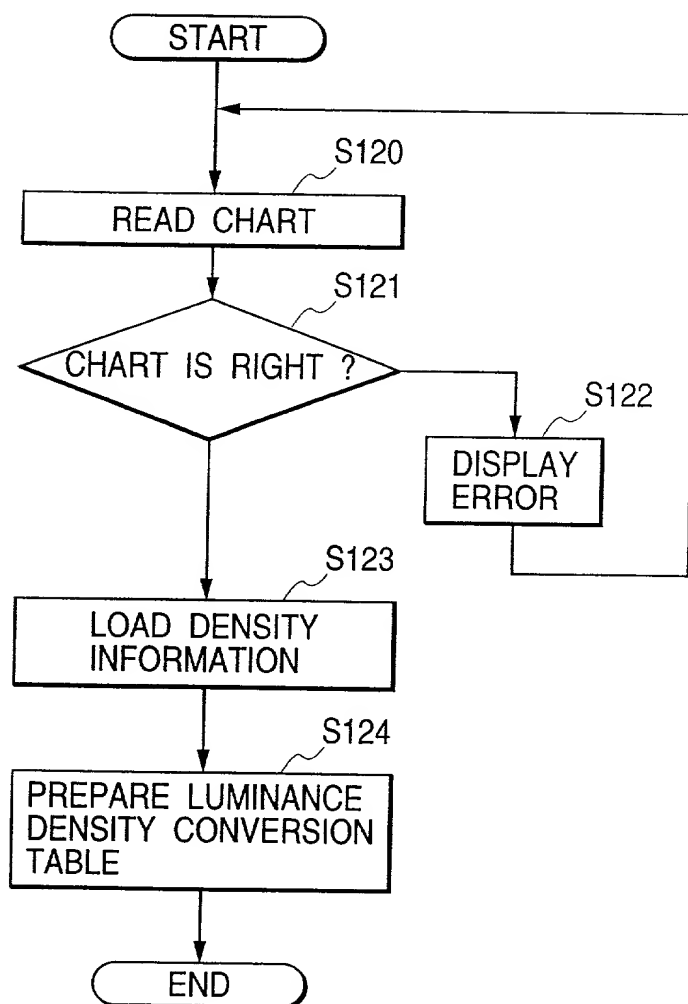 START
S120
READ CHART
S121
CHART IS RIGHT ?
S122
DISPLAY
ERROR
S123
LOAD DENSITY
INFORMATION
S124
PREPARE LUMINANCE
DENSITY CONVERSION
TABLE
END